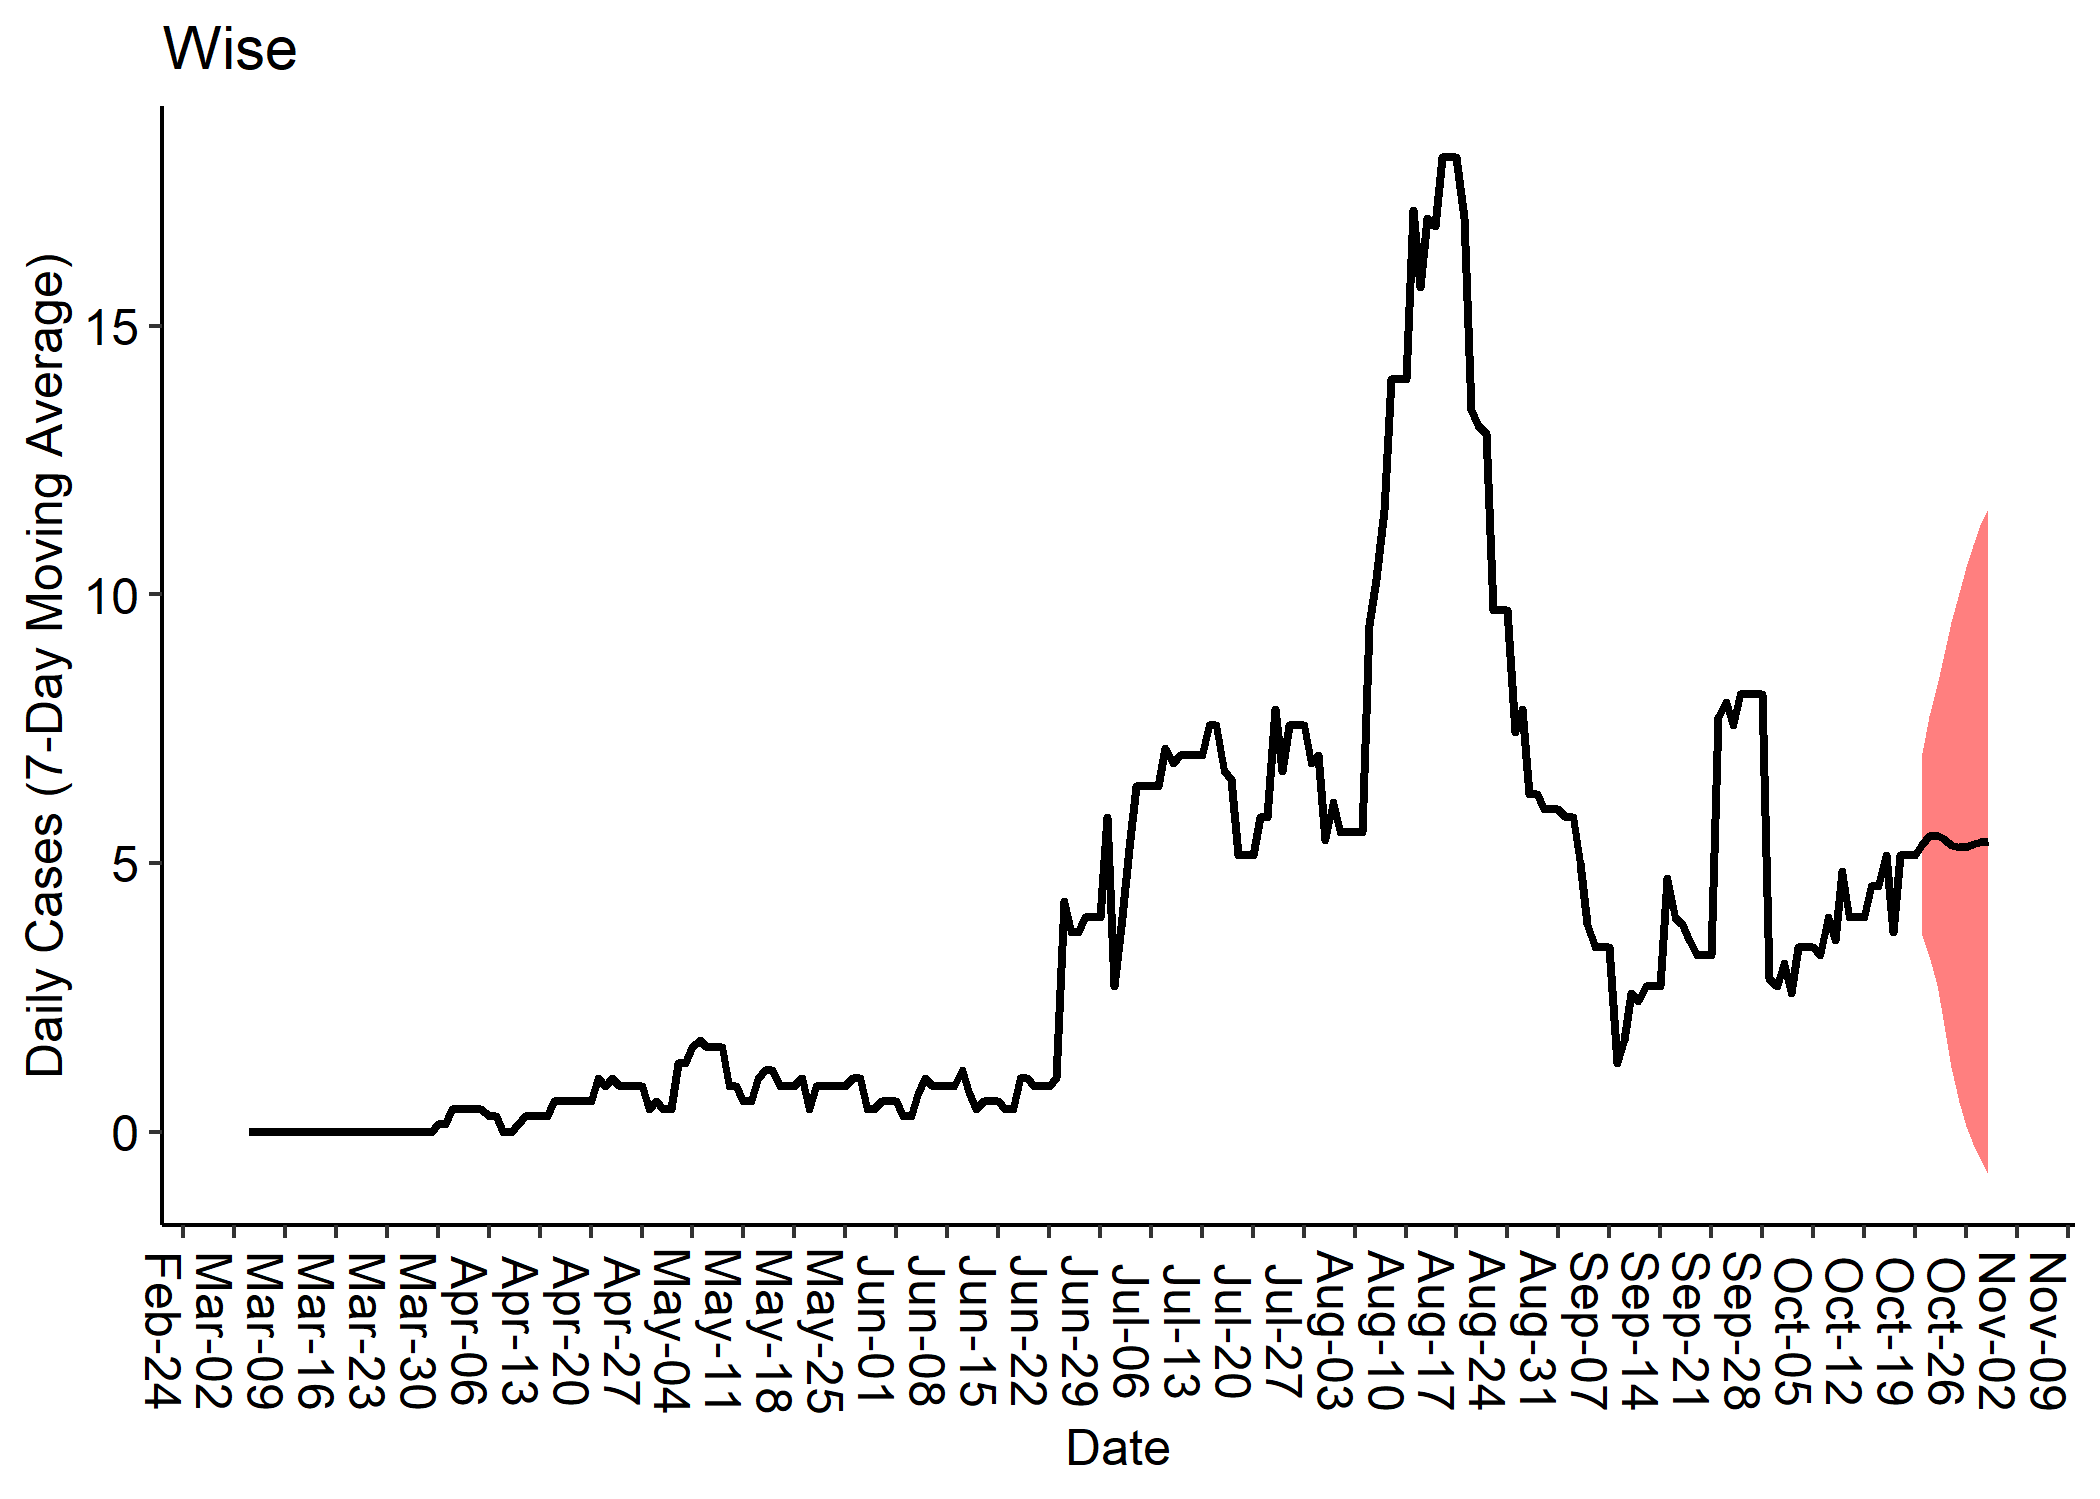 Wise
Daily Cases (7-Day Moving Average)
15
10
5
0
Feb-24
Mar-02
Mar-09
Mar-16
Mar-23
Mar-30
Apr-06
Apr-13
Apr-20
Apr-27
May-04
May-11
May-18
May-25
Jun-01
Jun-08
Jun-15
Jun-22
Jun-29
Jul-06
Jul-13
Jul-20
Jul-27
Aug-03
Aug-10
Aug-17
Aug-24
Aug-31
Sep-07
Sep-14
Sep-21
Sep-28
Oct-05
Oct-12
Oct-19
Oct-26
Nov-02
Nov-09
Date